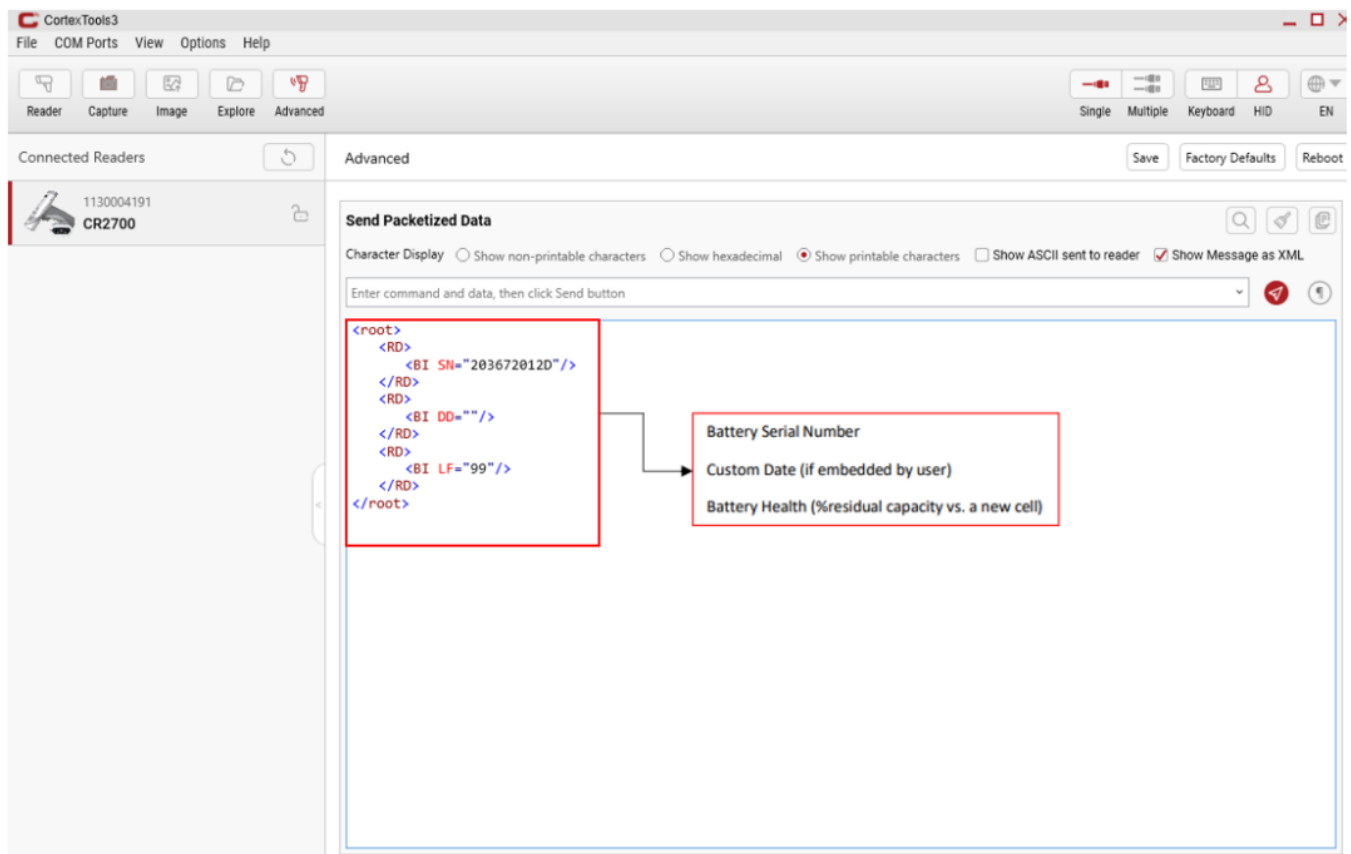 CortexTools3
File COM Ports View Options Help
Reader Capture Image Explore Advanced
Single Multiple Keyboard HID EN
Connected Readers
Advanced
Save Factory Defaults Reboot
1130004191
CR2700
Send Packetized Data
Character Display Show non-printable characters Show hexadecimal Show printable characters Show ASCII sent to reader Show Message as XML
Enter command and data, then click Send button
<root>
<RD>
<BI SN="203672012D"/>
</RD>
<RD>
<BI DD=""/>
</RD>
<RD>
<BI LF="99"/>
</RD>
</root>
Battery Serial Number
Custom Date (if embedded by user)
Battery Health (%residual capacity vs. a new cell)